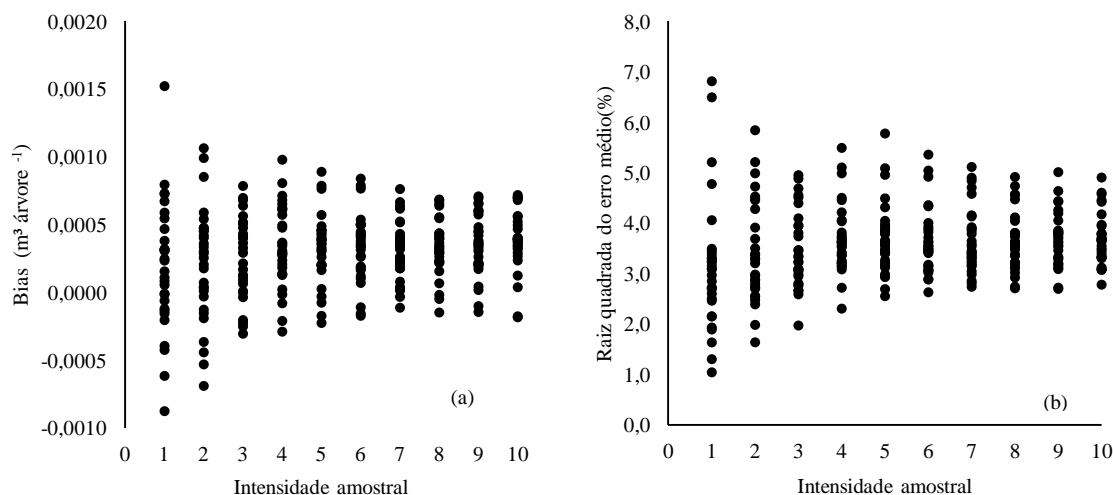 0,0020
0,0015
0,0010
0,0005
0,0000
-0,0005
-0,0010
Bias (m³ árvore ⁻¹)
0 1 2 3 4 5 6 7 8 9 10
Intensidade amostral
(a)
8,0
7,0
6,0
5,0
4,0
3,0
2,0
1,0
0,0
Raiz quadrada do erro médio(%)
0 1 2 3 4 5 6 7 8 9 10
Intensidade amostral
(b)